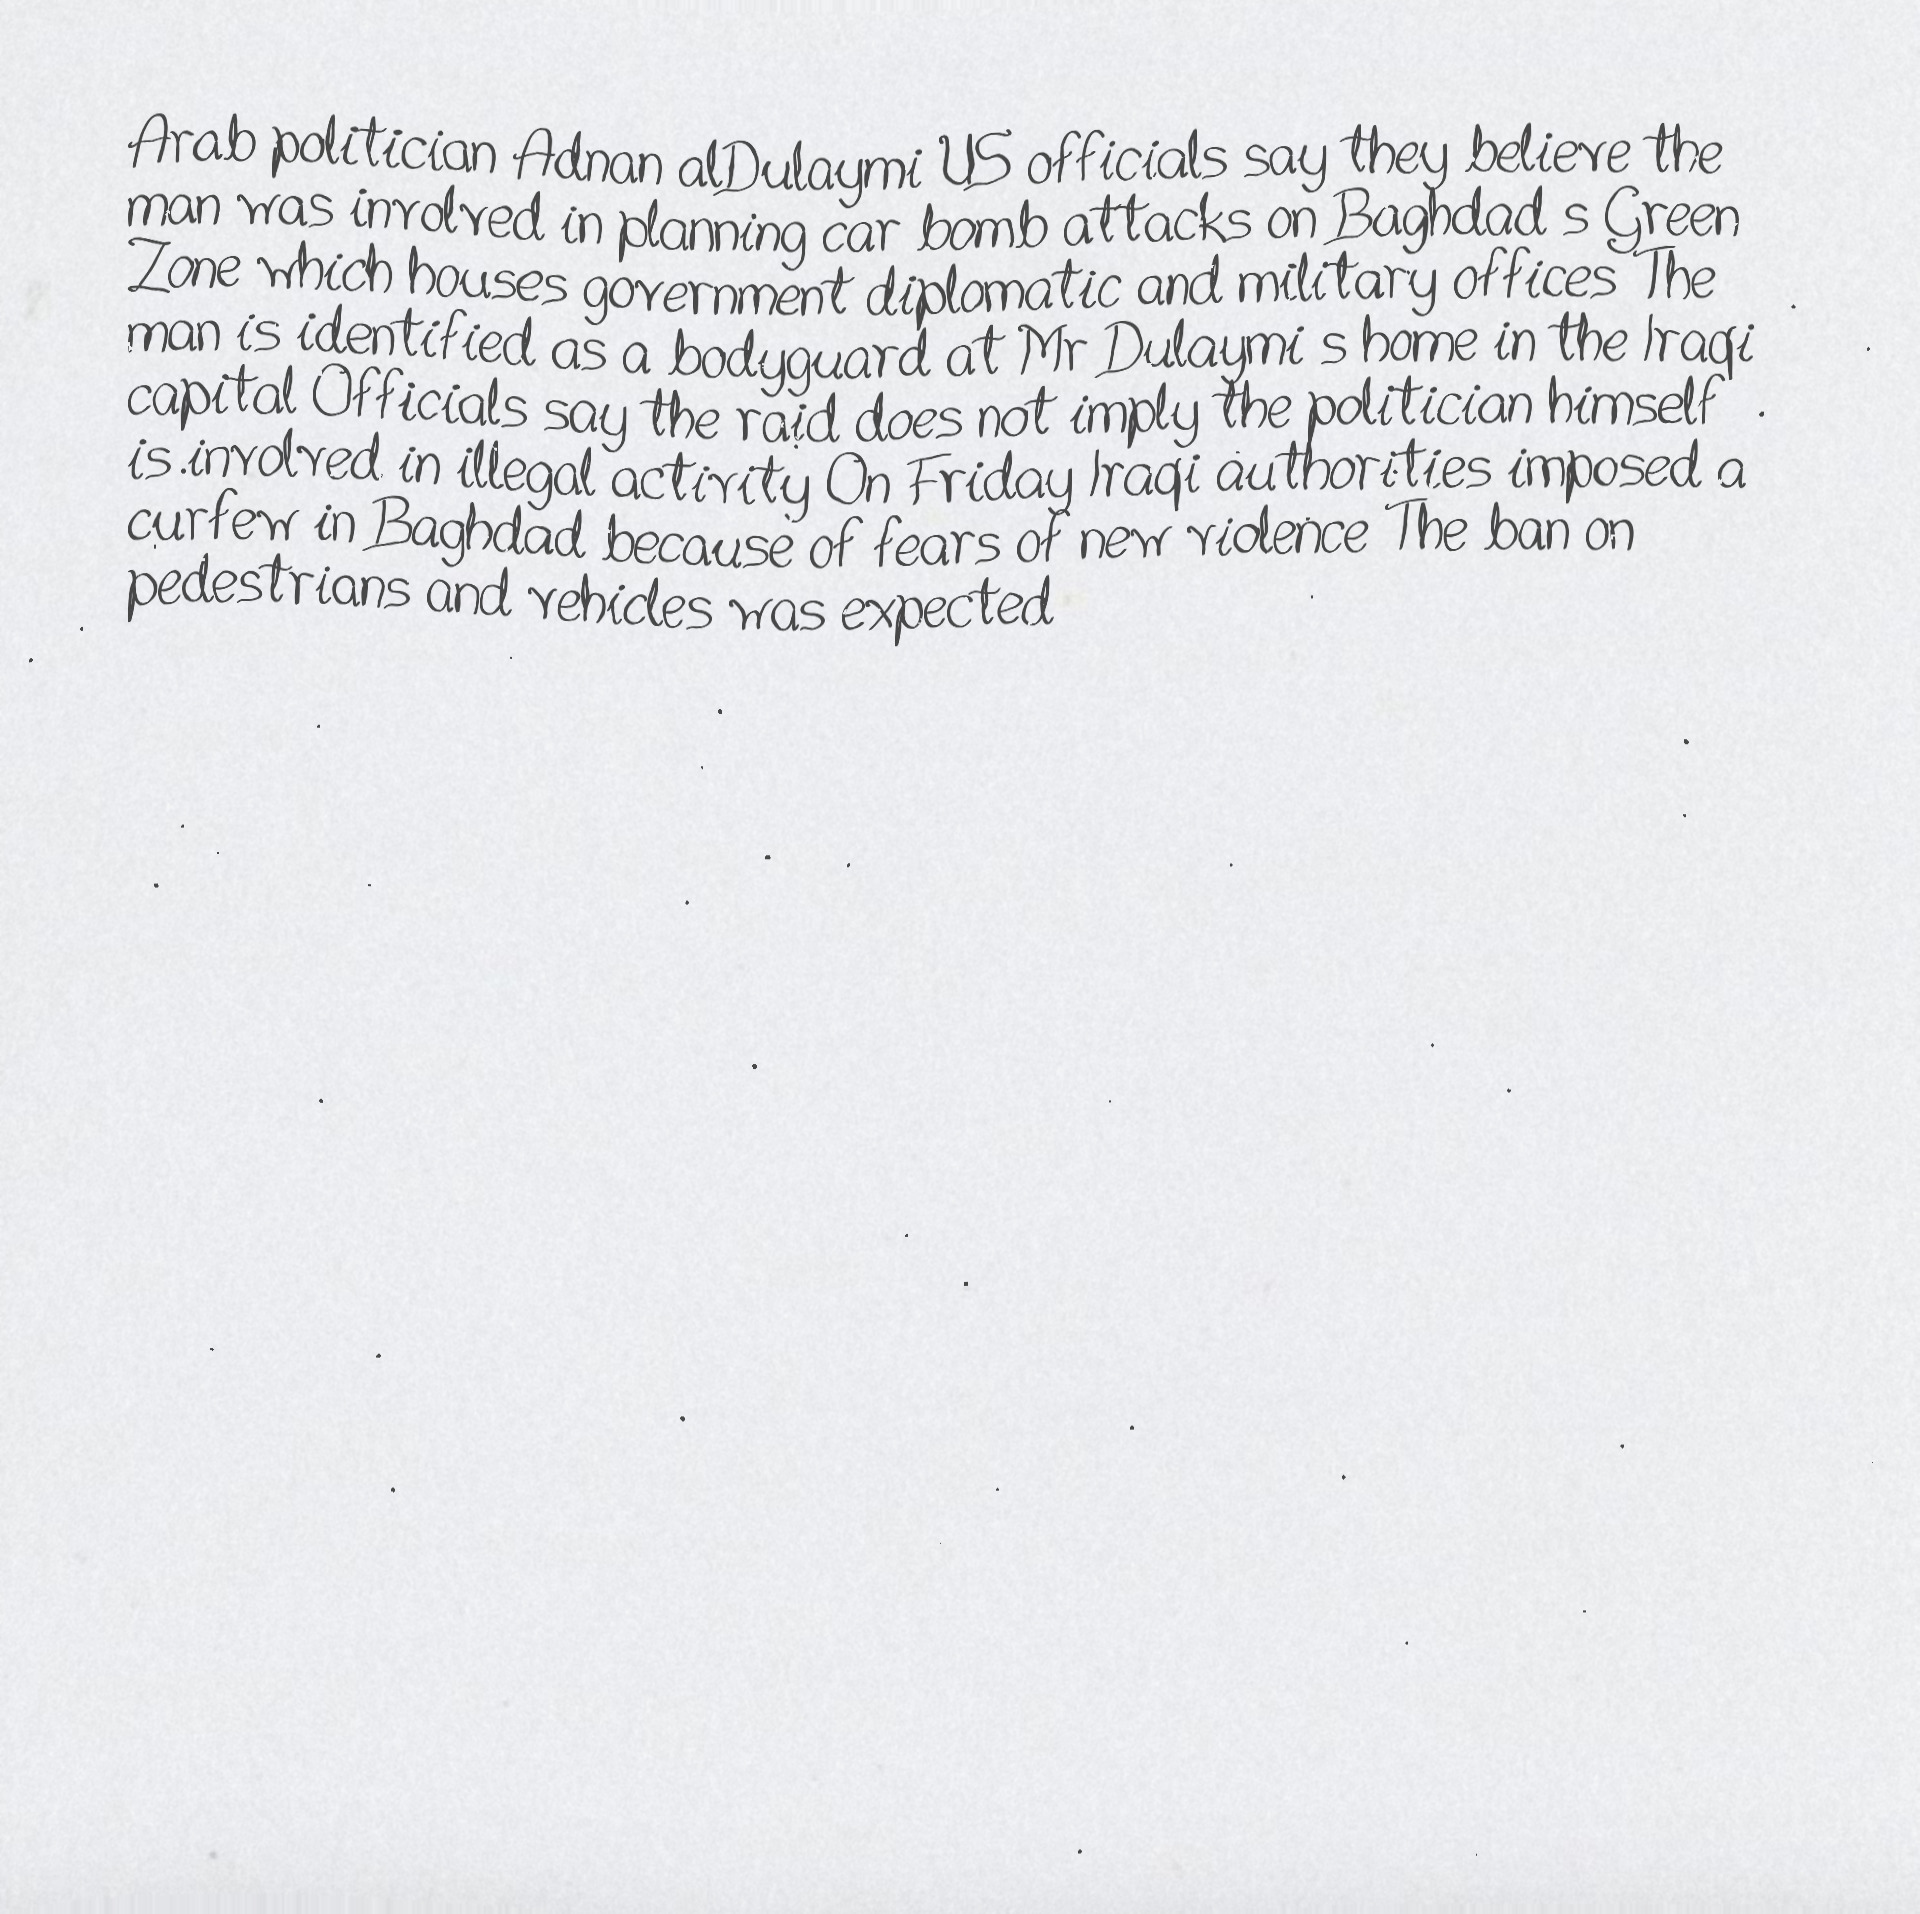 Arab politician Adnan alDulaymi US officials say they believe the
man was involved in planning car bomb attacks on Baghdad s Green
Zone which houses government diplomatic and military offices The
man is identified as a bodyguard at Mr Dulaymi s home in the Iraqi
capital Officials say the raid does not imply the politician himself
is involved in illegal activity On Friday Iraqi authorities imposed a
curfew in Baghdad because of fears of new violence The ban on
pedestrians and vehicles was expected